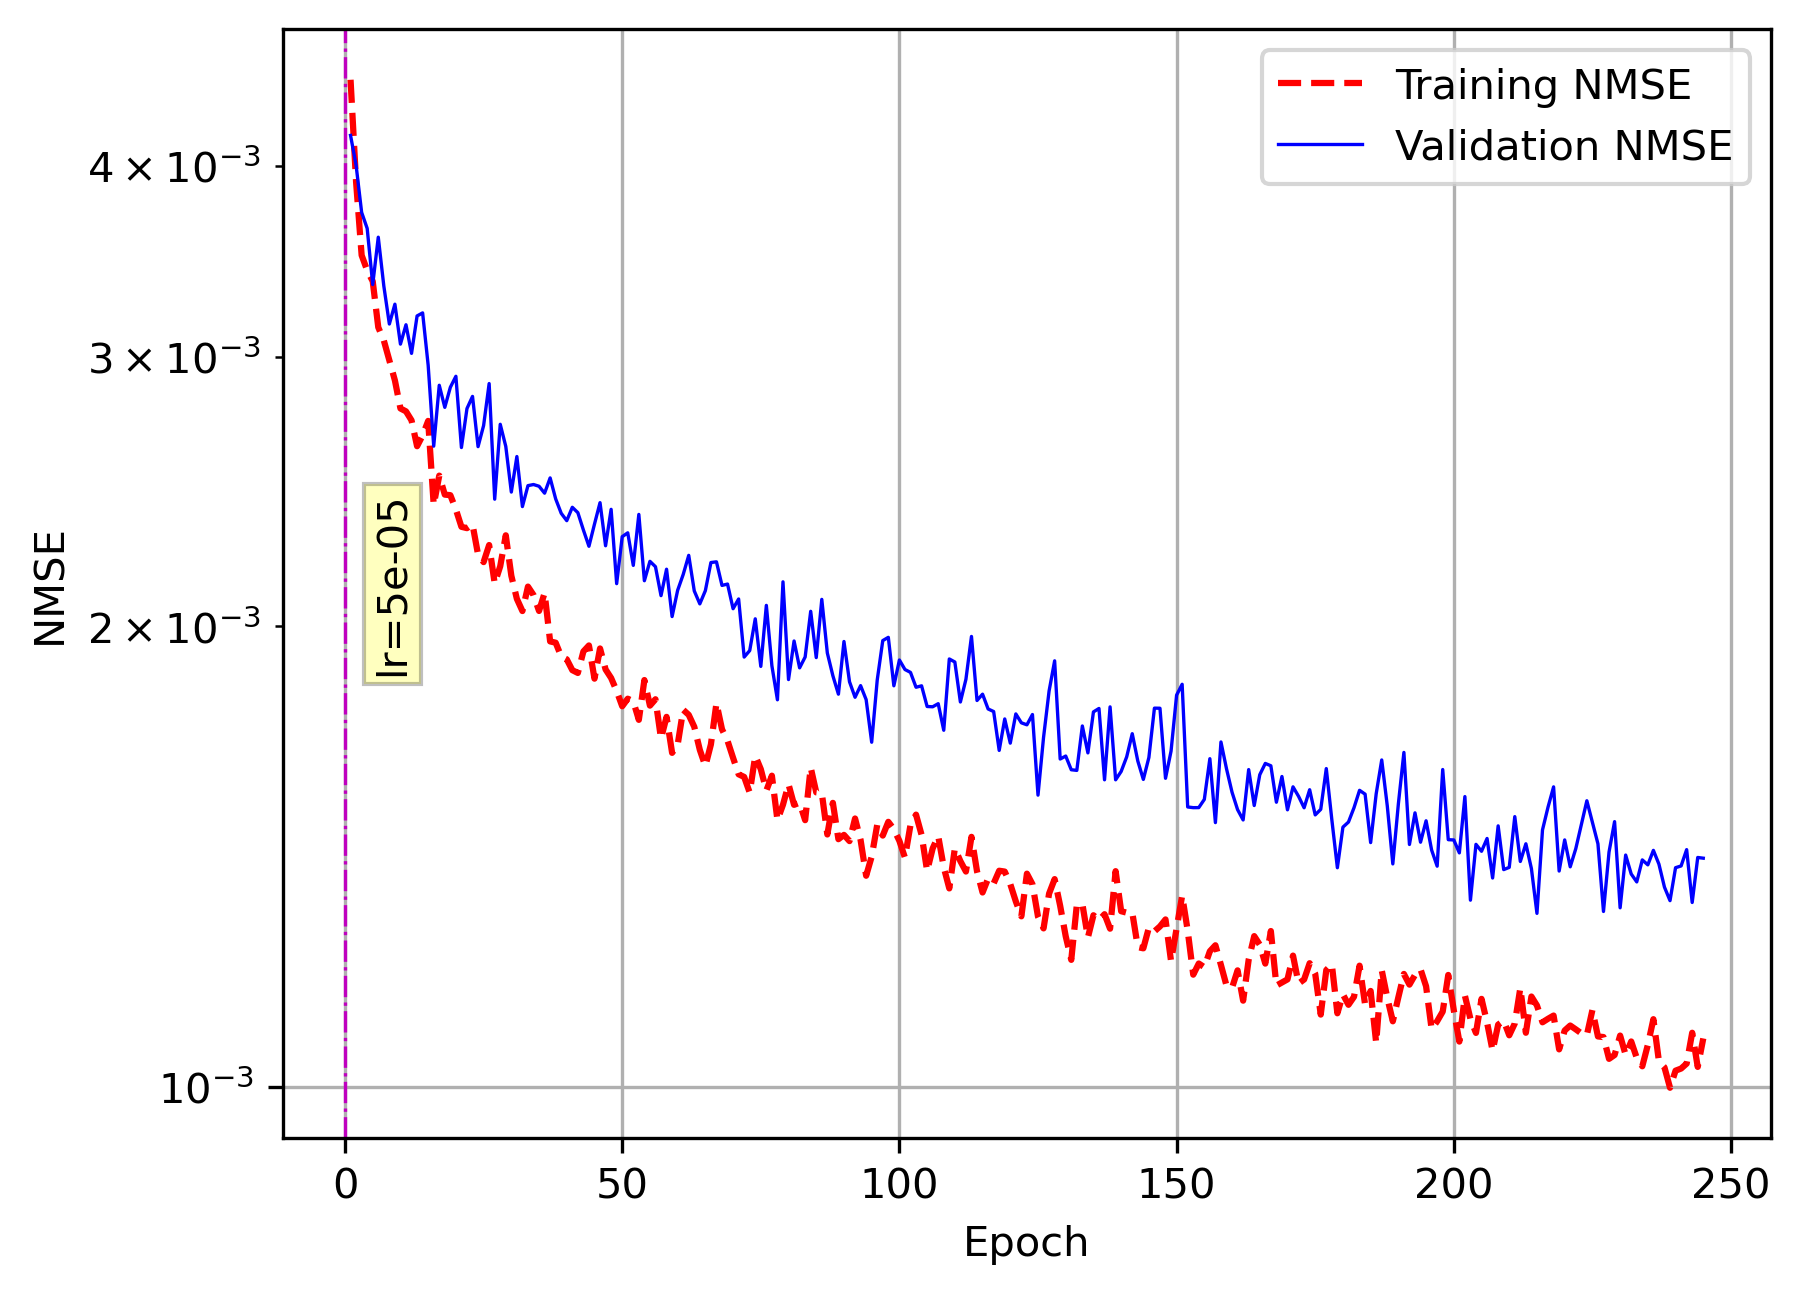 Training NMSE
Validation NMSE
4 × 10⁻³
3 × 10⁻³
2 × 10⁻³
10⁻³
NMSE
lr=5e-05
0 50 100 150 200 250
Epoch